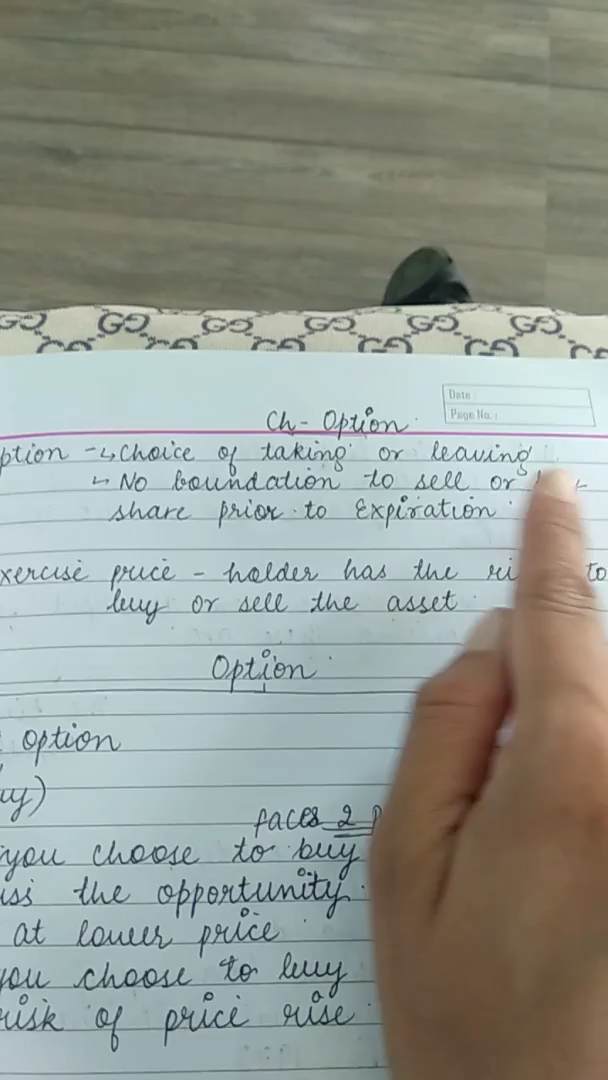 Date
Page No.:
Ch- Option
ption → Choice of taking or leaving
↳ No boundation to sell or
share prior to Expiration
xercise price - holder has the to
buy or sell the asset
Option
option
uy)
faces 2
you choose to buy
iss the opportunity
at lower price
you choose to buy
risk of price rise